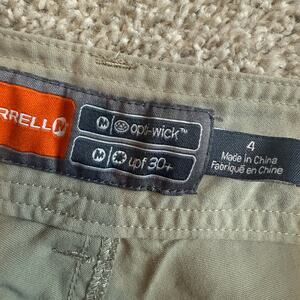 RRELL
opti-wick™
upf 30+
4
Made in China
Fabriqué en Chine